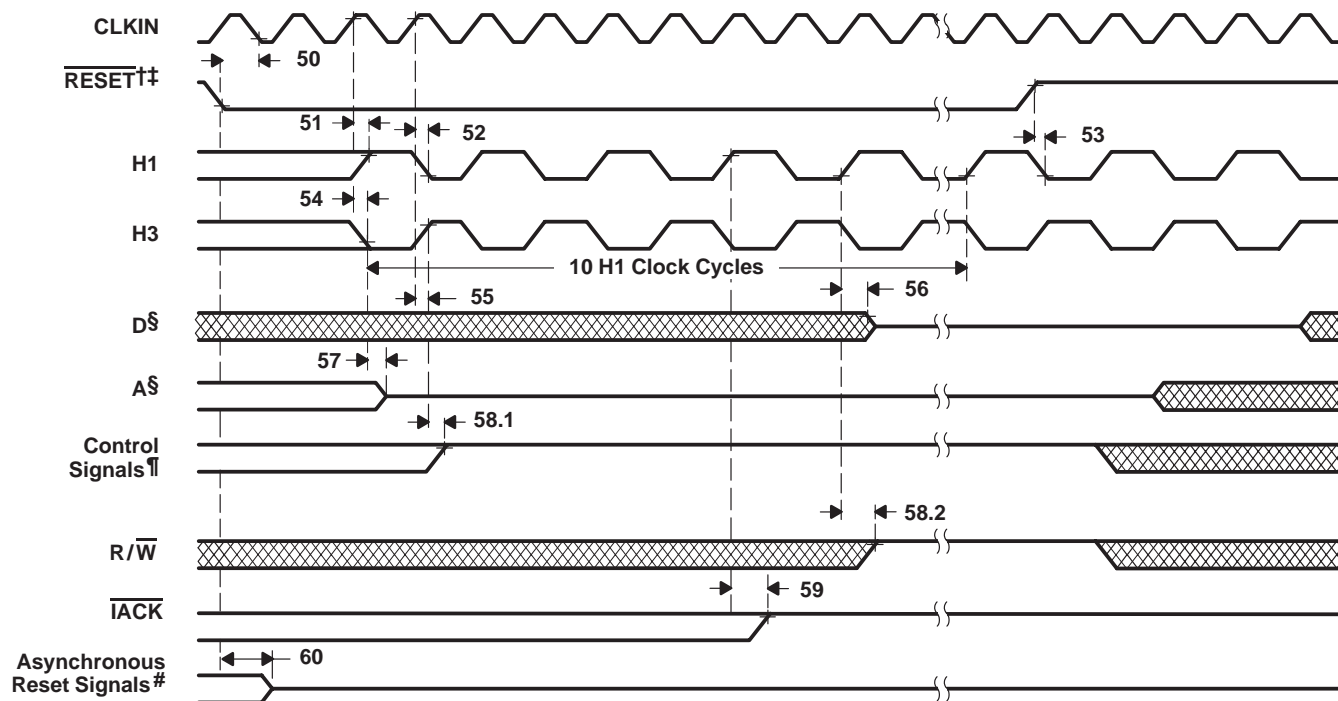 CLKIN
50
RESET†‡
51
52
53
H1
54
H3
10 H1 Clock Cycles
55
56
D§
57
A§
58.1
Control
Signals¶
58.2
R/W
59
IACK
60
Asynchronous
Reset Signals#